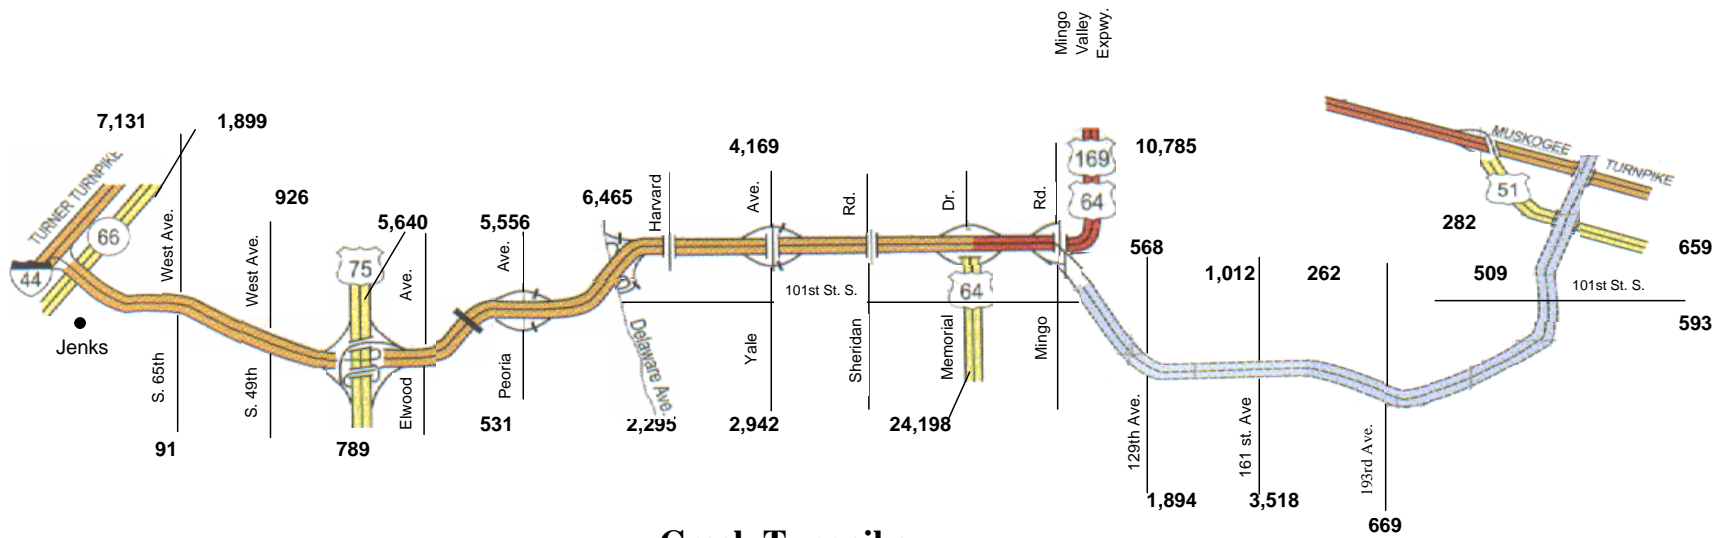 Mingo
Valley
Expwy.
7,131
1,899
4,169
169
10,785
MUSKOGEE
TURNPIKE
TURNER TURNPIKE
West Ave.
926
6,465
Harvard
Ave.
Rd.
Dr.
Rd.
64
51
66
West Ave.
5,640
5,556
282
44
75
Ave.
Ave.
568
659
1,012
262
509
64
101st St. S.
101st St. S.
Jenks
593
S. 65th
S. 49th
Elwood
Peoria
Delaware Ave.
Yale
Sheridan
Memorial
Mingo
91
789
531
2,295
2,942
24,198
129th Ave.
161 st. Ave
193rd Ave.
1,894
3,518
669
Creek Turnpike